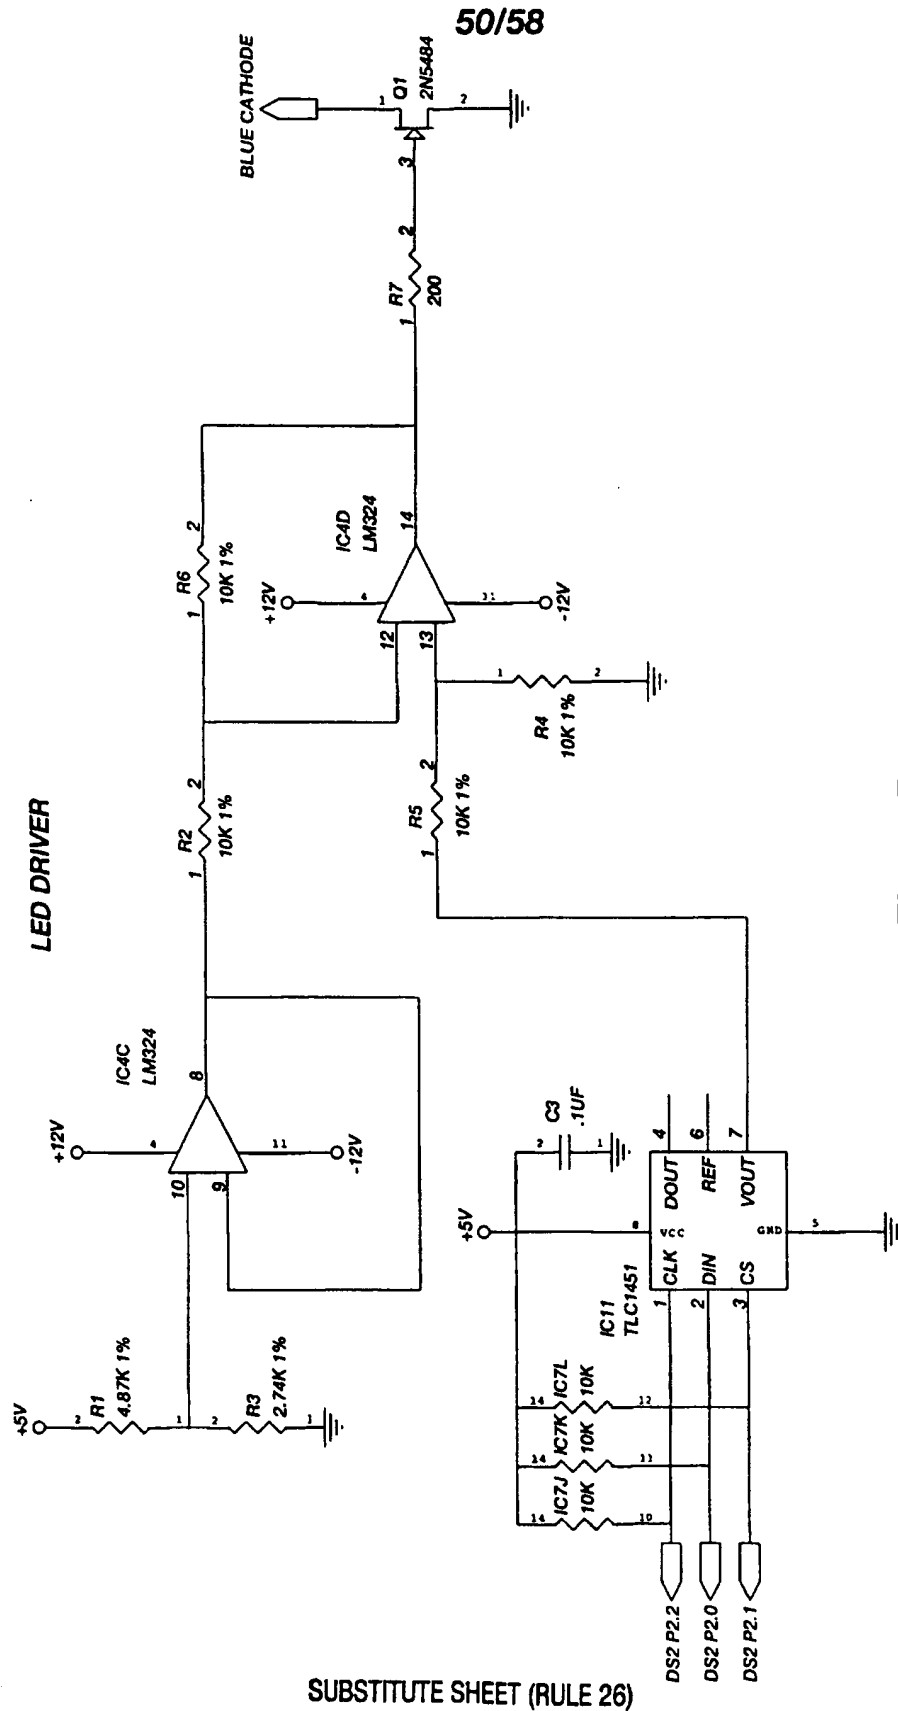 50/58
LED DRIVER
BLUE CATHODE
1
Q1
2N5484
2
3
2
R7
200
1
2
R6
10K 1%
1
IC4D
LM324
14
+12V
4
11
-12V
12
13
1
2
R4
10K 1%
2
R2
10K 1%
1
2
R5
10K 1%
1
IC4C
LM324
8
+12V
4
11
-12V
10
9
+5V
2
R1
4.87K 1%
1
2
R3
2.74K 1%
1
C3
.1UF
2
1
+5V
8
VCC
GND
5
4
DOUT
6
REF
7
VOUT
CLK
DIN
CS
1
2
3
IC11
TLC1451
14
IC7L
10K
12
14
IC7K
10K
11
14
IC7J
10K
10
DS2 P2.2
DS2 P2.0
DS2 P2.1
SUBSTITUTE SHEET (RULE 26)